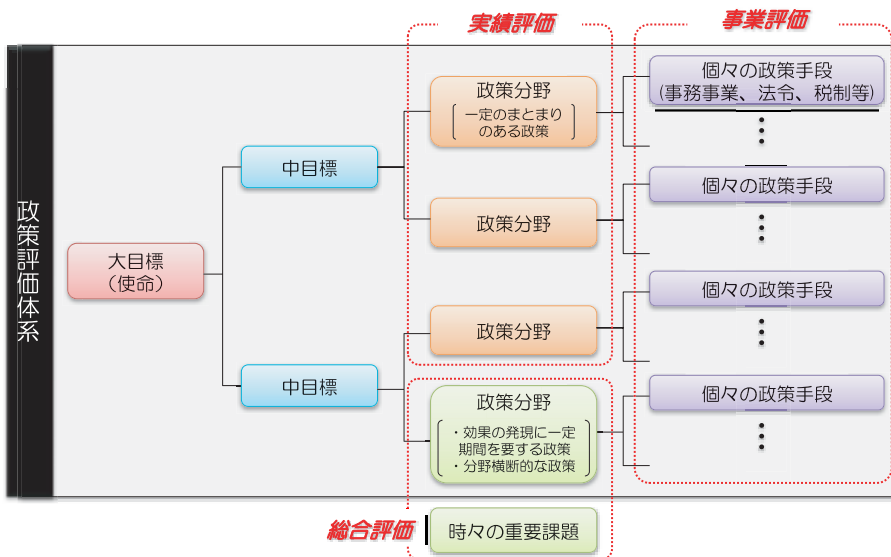 実績評価
事業評価
政策評価体系
大目標
（使命）
中目標
中目標
政策分野
一定のまとまり
のある政策
政策分野
政策分野
政策分野
・効果の発現に一定
期間を要する政策
・分野横断的な政策
個々の政策手段
(事務事業、法令、税制等)
個々の政策手段
個々の政策手段
個々の政策手段
総合評価
時々の重要課題